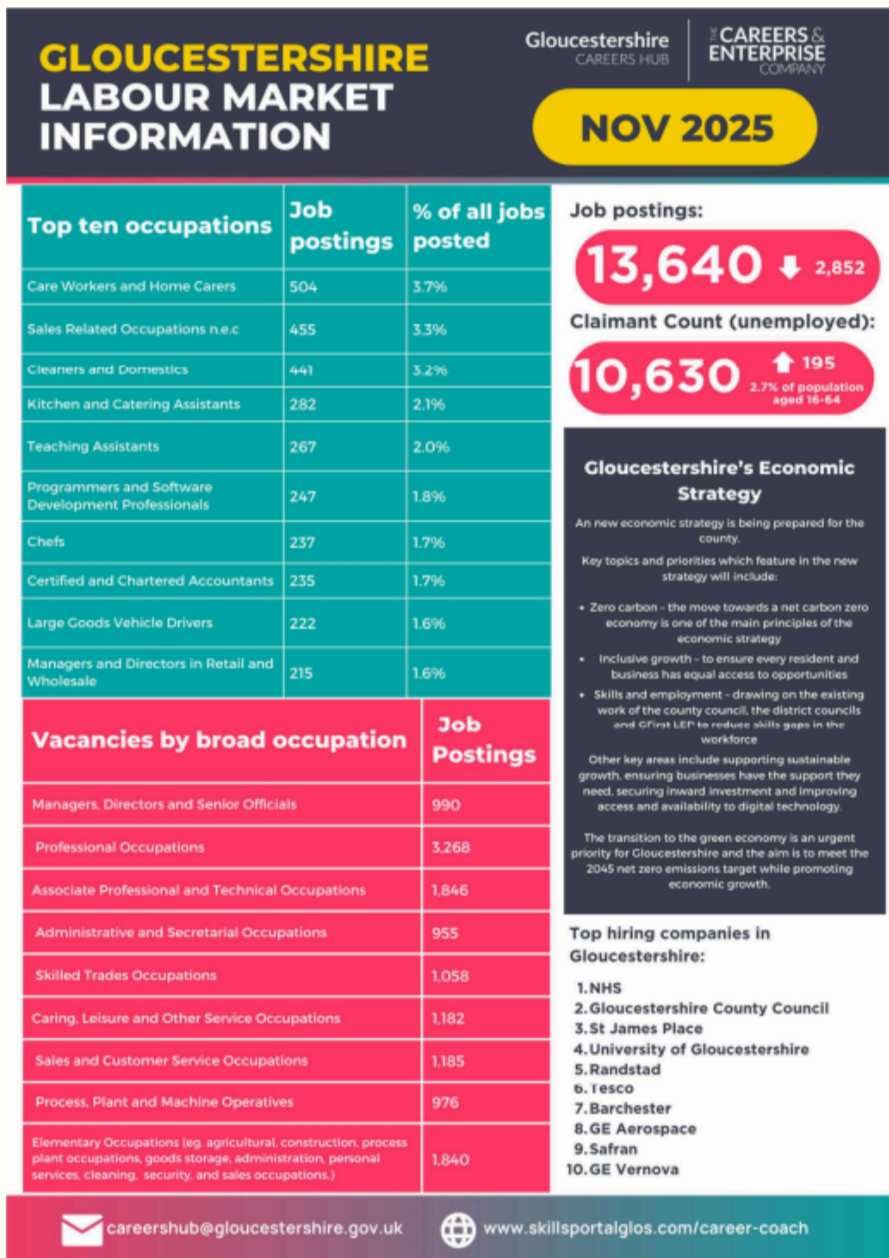 GLOUCESTERSHIRE
LABOUR MARKET
INFORMATION
Gloucestershire
CAREERS HUB
THE CAREERS &
ENTERPRISE
COMPANY
NOV 2025
Top ten occupations Job postings % of all jobs posted
Care Workers and Home Carers 504 3.7%
Sales Related Occupations n.e.c 455 3.3%
Cleaners and Domestics 441 3.2%
Kitchen and Catering Assistants 282 2.1%
Teaching Assistants 267 2.0%
Programmers and Software
Development Professionals 247 1.8%
Chefs 237 1.7%
Certified and Chartered Accountants 235 1.7%
Large Goods Vehicle Drivers 222 1.6%
Managers and Directors in Retail and
Wholesale 215 1.6%
Vacancies by broad occupation Job Postings
Managers, Directors and Senior Officials 990
Professional Occupations 3,268
Associate Professional and Technical Occupations 1,846
Administrative and Secretarial Occupations 955
Skilled Trades Occupations 1,058
Caring, Leisure and Other Service Occupations 1,182
Sales and Customer Service Occupations 1,185
Process, Plant and Machine Operatives 976
Elementary Occupations (eg. agricultural, construction, process
plant occupations, goods storage, administration, personal
services, cleaning, security, and sales occupations.) 1,840
Job postings:
13,640 2,852
Claimant Count (unemployed):
10,630 195
2.7% of population
aged 16-64
Gloucestershire's Economic
Strategy
An new economic strategy is being prepared for the
county.
Key topics and priorities which feature in the new
strategy will include:
• Zero carbon - the move towards a net carbon zero
economy is one of the main principles of the
economic strategy
• Inclusive growth - to ensure every resident and
business has equal access to opportunities
• Skills and employment - drawing on the existing
work of the county council, the district councils
and GFirst LEP to reduce skills gaps in the
workforce
Other key areas include supporting sustainable
growth, ensuring businesses have the support they
need, securing inward investment and improving
access and availability to digital technology.
The transition to the green economy is an urgent
priority for Gloucestershire and the aim is to meet the
2045 net zero emissions target while promoting
economic growth.
Top hiring companies in
Gloucestershire:
1. NHS
2. Gloucestershire County Council
3. St James Place
4. University of Gloucestershire
5. Randstad
6. Tesco
7. Barchester
8. GE Aerospace
9. Safran
10. GE Vernova
careershub@gloucestershire.gov.uk
www.skillsportalglos.com/career-coach